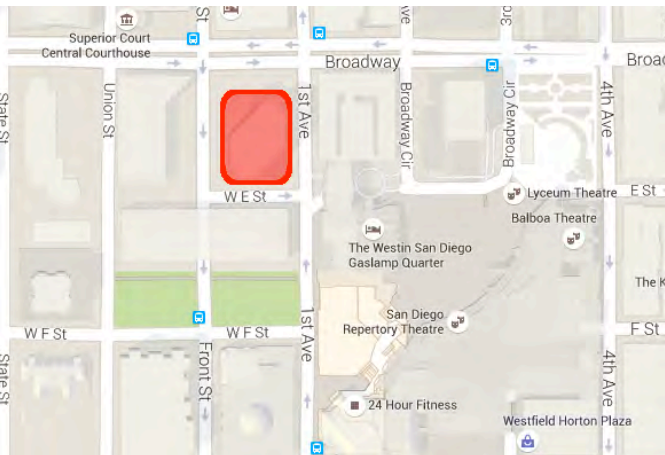 St
Superior Court
Central Courthouse
Broadway
Broad
State St
Union St
1st Ave
Ave
Broadway Cir
Broadway Cir
4th Ave
W E St
E St
Lyceum Theatre
Balboa Theatre
The Westin San Diego
Gaslamp Quarter
The K
San Diego
Repertory Theatre
W F St
W F St
1st Ave
F St
State St
Front St
4th Ave
24 Hour Fitness
Westfield Horton Plaza